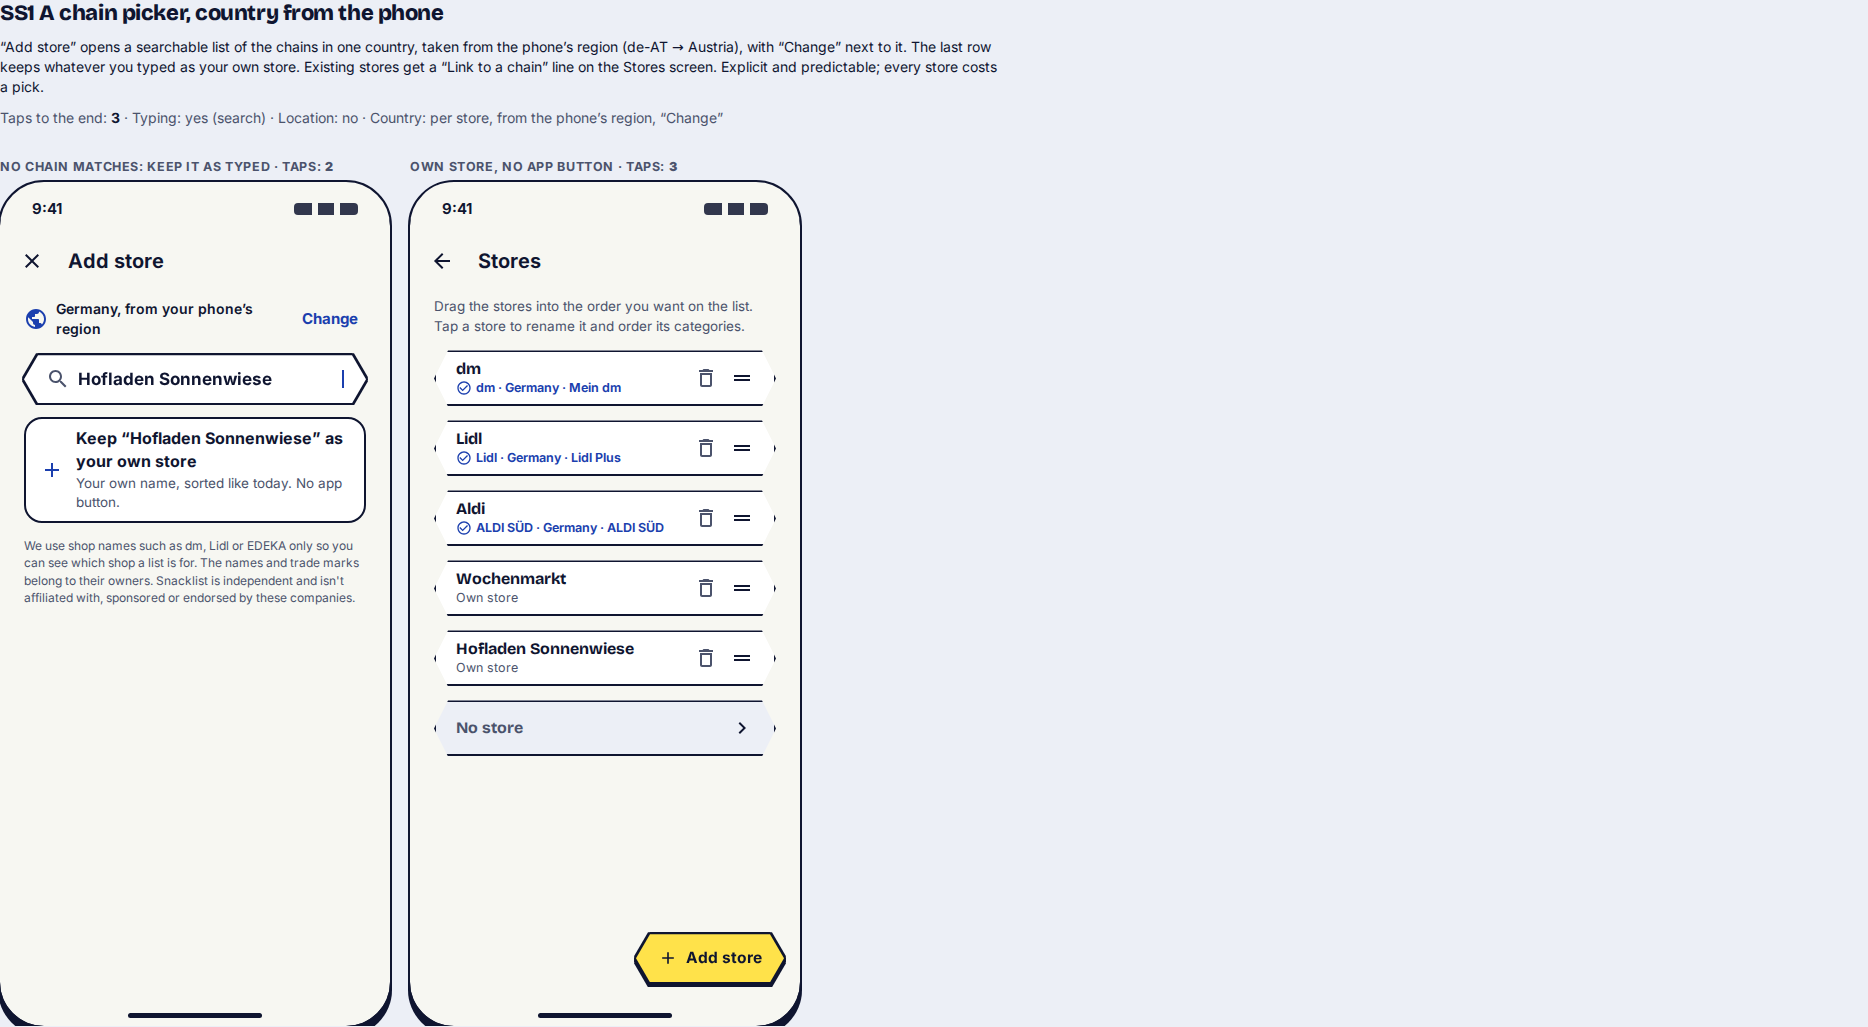 SS1 A chain picker, country from the phone
“Add store” opens a searchable list of the chains in one country, taken from the phone’s region (de-AT → Austria), with “Change” next to it. The last row
keeps whatever you typed as your own store. Existing stores get a “Link to a chain” line on the Stores screen. Explicit and predictable; every store costs
a pick.
Taps to the end: 3 · Typing: yes (search) · Location: no · Country: per store, from the phone’s region, “Change”
NO CHAIN MATCHES: KEEP IT AS TYPED · TAPS: 2
9:41
Add store
Germany, from your phone’s
region
Change
Hofladen Sonnenwiese
Keep “Hofladen Sonnenwiese” as
your own store
Your own name, sorted like today. No app
button.
We use shop names such as dm, Lidl or EDEKA only so you
can see which shop a list is for. The names and trade marks
belong to their owners. Snacklist is independent and isn't
affiliated with, sponsored or endorsed by these companies.
OWN STORE, NO APP BUTTON · TAPS: 3
9:41
Stores
Drag the stores into the order you want on the list.
Tap a store to rename it and order its categories.
dm
dm · Germany · Mein dm
Lidl
Lidl · Germany · Lidl Plus
Aldi
ALDI SÜD · Germany · ALDI SÜD
Wochenmarkt
Own store
Hofladen Sonnenwiese
Own store
No store
Add store